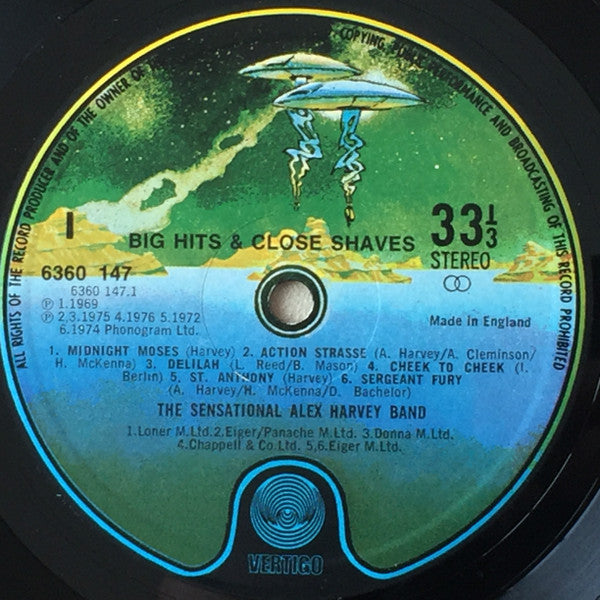 ALL RIGHTS OF THE RECORD PRODUCER AND OF THE OWNER OF
COPYING, PUBLIC PERFORMANCE AND BROADCASTING OF THIS RECORD PROHIBITED
1
BIG HITS & CLOSE SHAVES
33⅓
STEREO
6360 147
6360 147.1
℗ 1.1969
℗ 2,3.1975 4.1976 5.1972
6.1974 Phonogram Ltd.
Made in England
1. MIDNIGHT MOSES (Harvey) 2. ACTION STRASSE (A. Harvey/A. Cleminson/
H. McKenna) 3. DELILAH (L. Reed/B. Mason) 4. CHEEK TO CHEEK (I.
Berlin) 5. ST. ANTHONY (Harvey) 6. SERGEANT FURY
(A. Harvey/H. McKenna/D. Bachelor)
THE SENSATIONAL ALEX HARVEY BAND
1.Loner M.Ltd.2.Eiger/Panache M.Ltd. 3.Donna M.Ltd.
4.Chappell & Co Ltd. 5,6.Eiger M.Ltd.
VERTIGO